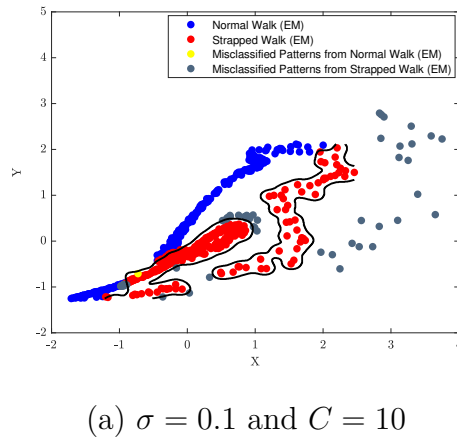 Normal Walk (EM)
Strapped Walk (EM)
Misclassified Patterns from Normal Walk (EM)
Misclassified Patterns from Strapped Walk (EM)
5
4
3
2
1
0
-1
-2
Y
-2 -1 0 1 2 3 4
X
(a) σ = 0.1 and C = 10